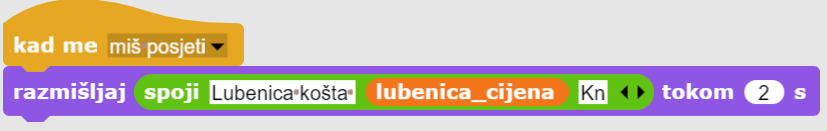 kad me miš posjeti
razmišljaj spoji Lubenica košta lubenica_cijena Kn tokom 2 s